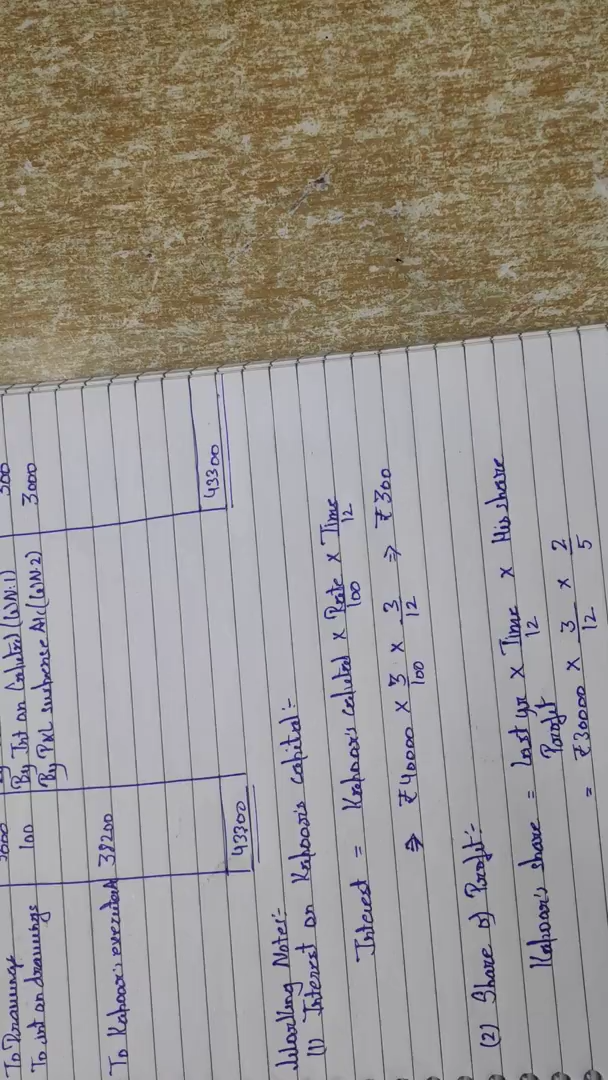 To Drawings 000 300
To Int on drawings 100 By Int on Capital (WN.1) 3000
By P&L suspense A/c (WN.2)
To Kapoor's executor 38200
43300 43300
Working Notes:-
(1) Interest on Kapoor's capital:-
Interest = Kapoor's capital × Rate/100 × Time/12
⇒ ₹40000 × 3/100 × 3/12 ⇒ ₹300
(2) Share of Profit:-
Kapoor's share = Last yr Profit × Time/12 × His share
= ₹30000 × 3/12 × 2/5